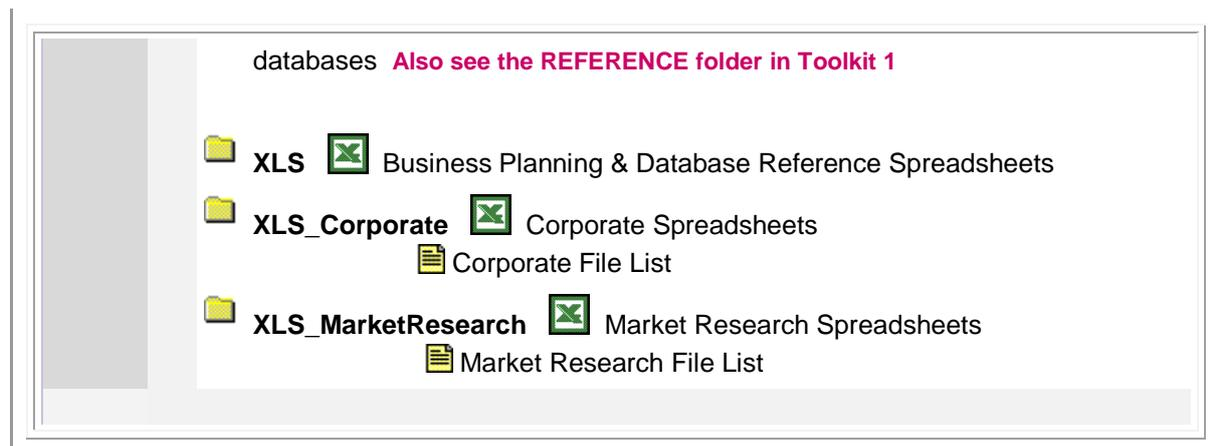 databases Also see the REFERENCE folder in Toolkit 1
XLS Business Planning & Database Reference Spreadsheets
XLS_Corporate Corporate Spreadsheets
Corporate File List
XLS_MarketResearch Market Research Spreadsheets
Market Research File List